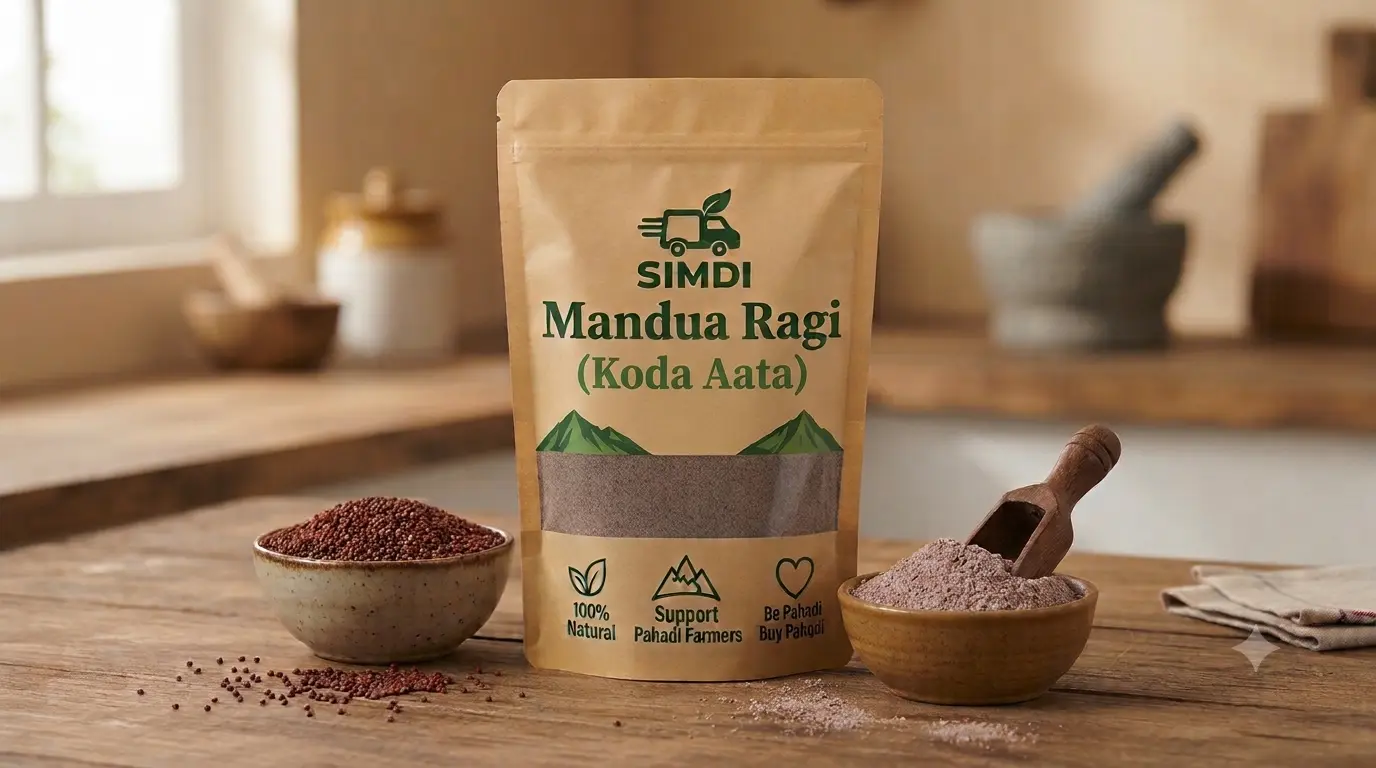 SIMDI
Mandua Ragi
(Koda Aata)
100%
Natural
Support
Pahadi Farmers
Be Pahadi
Buy Pahadi